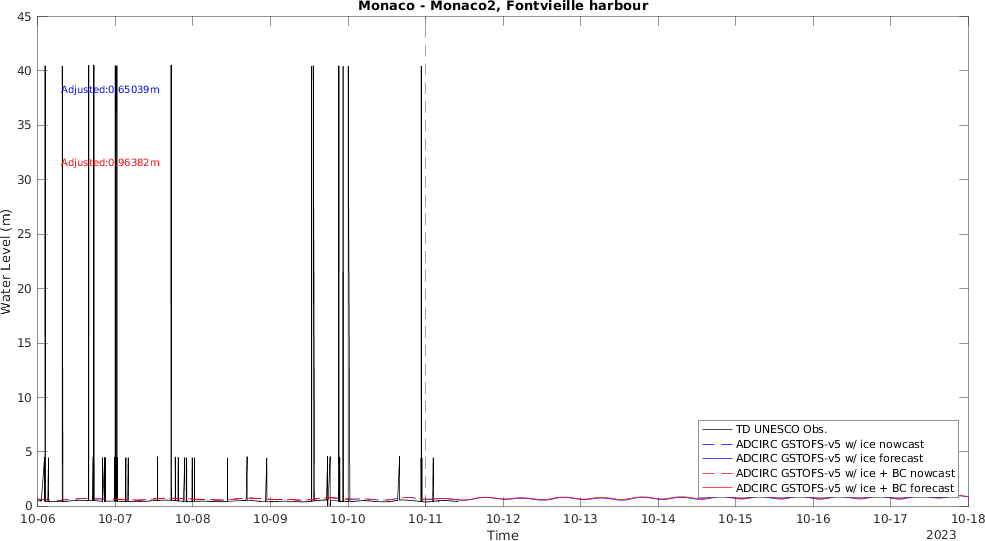 Monaco - Monaco2, Fontvieille harbour
45
40
35
30
25
20
15
10
5
0
Water Level (m)
Adjusted:0.65039m
Adjusted:0.96382m
TD UNESCO Obs.
ADCIRC GSTOFS-v5 w/ ice nowcast
ADCIRC GSTOFS-v5 w/ ice forecast
ADCIRC GSTOFS-v5 w/ ice + BC nowcast
ADCIRC GSTOFS-v5 w/ ice + BC forecast
10-06 10-07 10-08 10-09 10-10 10-11 10-12 10-13 10-14 10-15 10-16 10-17 10-18
Time
2023